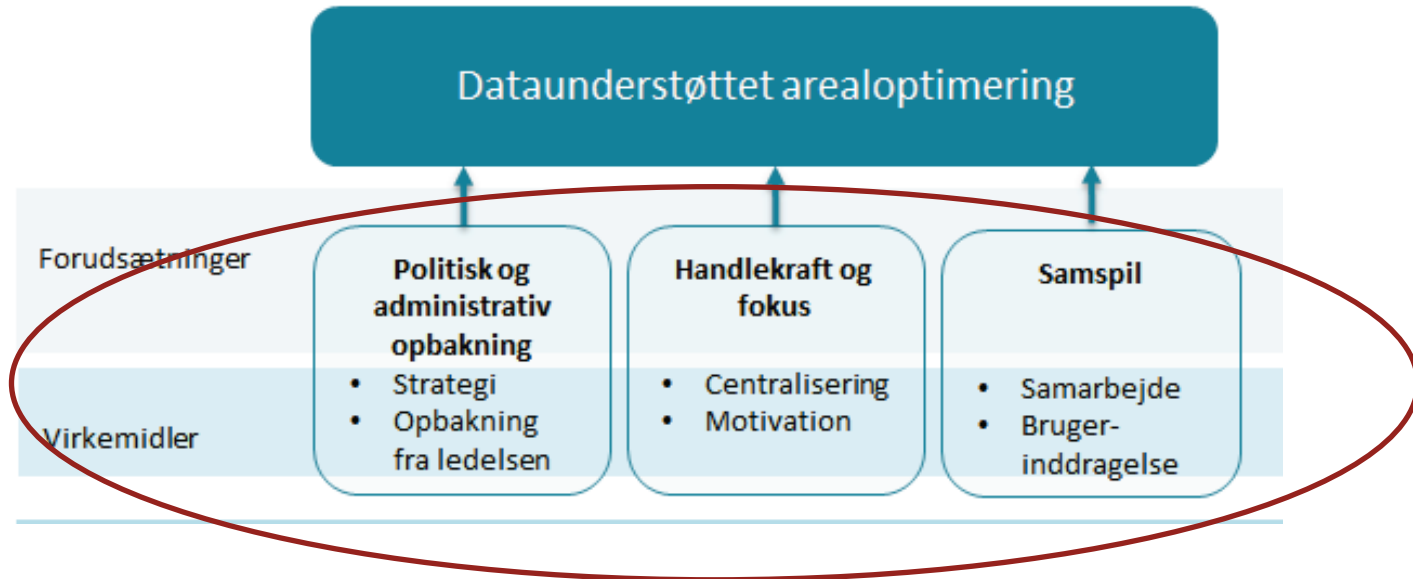 Dataunderstøttet arealoptimering
Forudsætninger
Politisk og
administrativ
opbakning
Handlekraft og
fokus
Samspil
Virkemidler
• Strategi
• Opbakning
fra ledelsen
• Centralisering
• Motivation
• Samarbejde
• Bruger-
inddragelse